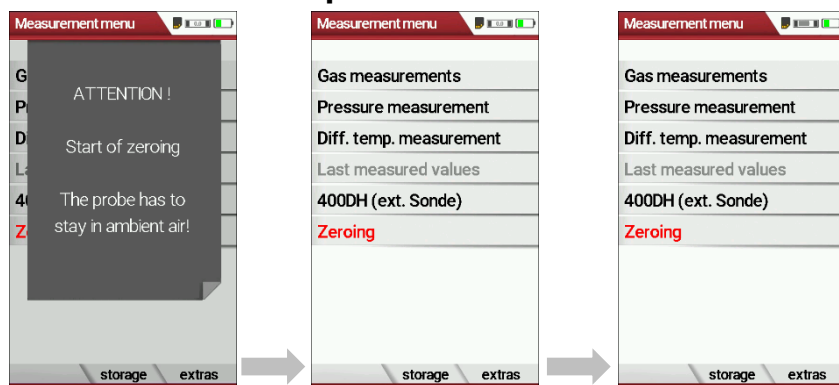 Measurement menu
ATTENTION !
Start of zeroing
The probe has to
stay in ambient air!
storage extras
Measurement menu
Gas measurements
Pressure measurement
Diff. temp. measurement
Last measured values
400DH (ext. Sonde)
Zeroing
storage extras
Measurement menu
Gas measurements
Pressure measurement
Diff. temp. measurement
Last measured values
400DH (ext. Sonde)
Zeroing
storage extras